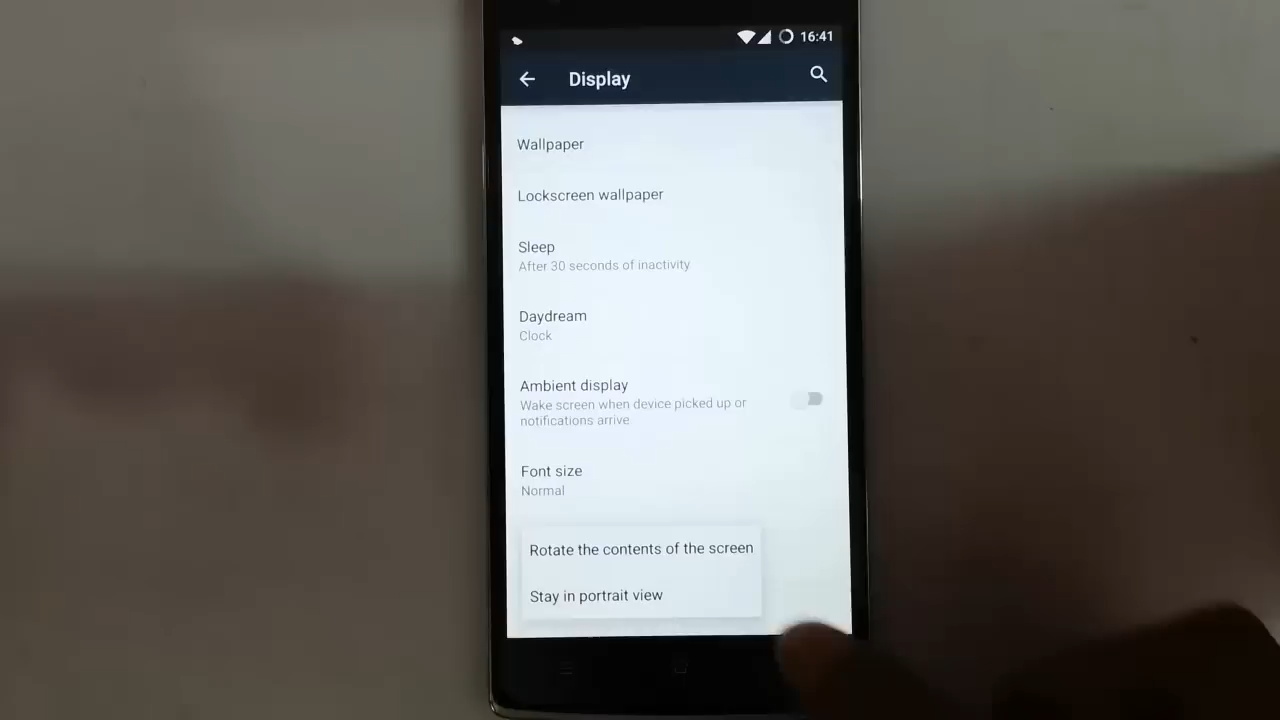 16:41
Display
Wallpaper
Lockscreen wallpaper
Sleep
After 30 seconds of inactivity
Daydream
Clock
Ambient display
Wake screen when device picked up or
notifications arrive
Font size
Normal
Rotate the contents of the screen
Stay in portrait view